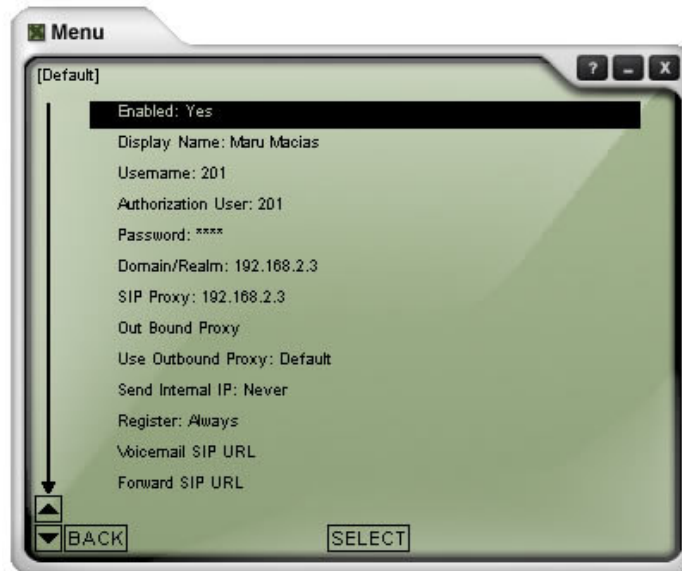 Menu
? - X
[Default]
Enabled: Yes
Display Name: Maru Macias
Username: 201
Authorization User: 201
Password: ****
Domain/Realm: 192.168.2.3
SIP Proxy: 192.168.2.3
Out Bound Proxy
Use Outbound Proxy: Default
Send Internal IP: Never
Register: Always
Voicemail SIP URL
Forward SIP URL
BACK SELECT